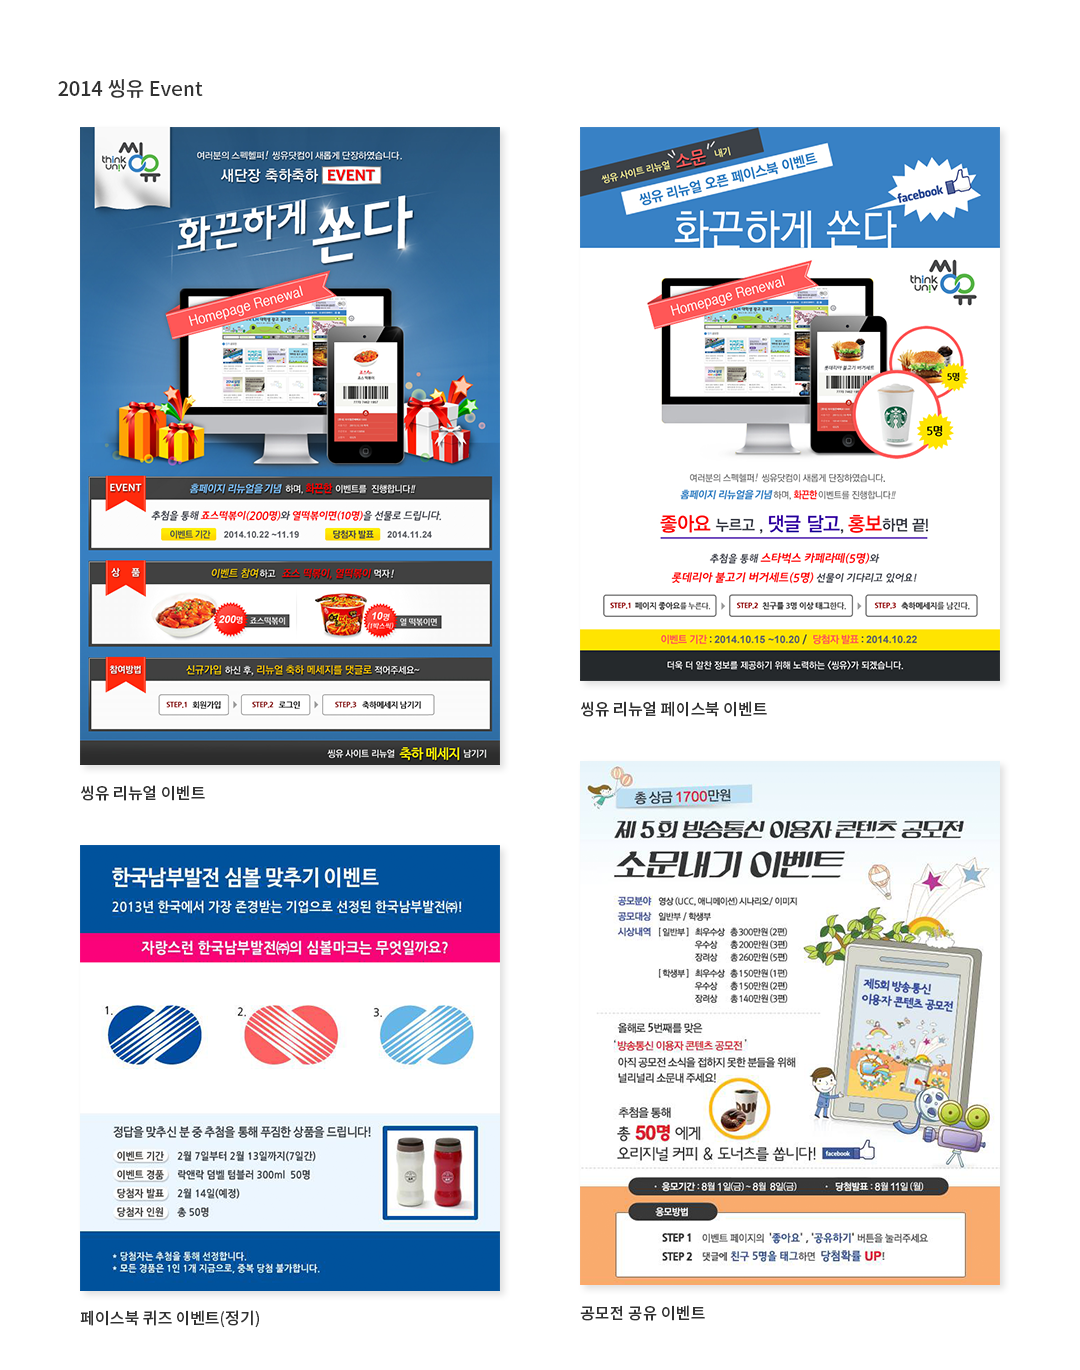 2014 씽유 Event
씽유
think
univ
여러분의 스펙헬퍼! 씽유닷컴이 새롭게 단장하였습니다.
새단장 축하축하 EVENT
화끈하게 쏜다
Homepage Renewal
EVENT
홈페이지 리뉴얼을 기념 하며, 화끈한 이벤트를 진행합니다!!
추첨을 통해 죠스떡볶이(200명)와 열떡볶이면(10명)을 선물로 드립니다.
이벤트 기간 2014.10.22 ~11.19 당첨자 발표 2014.11.24
상 품
이벤트 참여하고 죠스 떡볶이, 열떡볶이 먹자!
200명 죠스떡볶이
10명 (1박스씩) 열 떡볶이면
참여방법
신규가입 하신 후, 리뉴얼 축하 메세지를 댓글로 적어주세요~
STEP.1 회원가입
STEP.2 로그인
STEP.3 축하메세지 남기기
씽유 사이트 리뉴얼 축하 메세지 남기기
씽유 리뉴얼 이벤트
씽유 사이트 리뉴얼 "소문" 내기
씽유 리뉴얼 오픈 페이스북 이벤트
facebook
화끈하게 쏜다
씽유
think
univ
Homepage Renewal
롯데리아 불고기 버거세트
5명
5명
여러분의 스펙헬퍼! 씽유닷컴이 새롭게 단장하였습니다.
홈페이지 리뉴얼을 기념 하며, 화끈한 이벤트를 진행합니다!!
좋아요 누르고 , 댓글 달고, 홍보하면 끝!
추첨을 통해 스타벅스 카페라떼(5명)와
롯데리아 불고기 버거세트(5명) 선물이 기다리고 있어요!
STEP.1 페이지 좋아요를 누른다.
STEP.2 친구를 3명 이상 태그한다.
STEP.3 축하메세지를 남긴다.
이벤트 기간 : 2014.10.15 ~10.20 / 당첨자 발표 : 2014.10.22
더욱 더 알찬 정보를 제공하기 위해 노력하는 <씽유>가 되겠습니다.
씽유 리뉴얼 페이스북 이벤트
한국남부발전 심볼 맞추기 이벤트
2013년 한국에서 가장 존경받는 기업으로 선정된 한국남부발전㈜!
자랑스런 한국남부발전㈜의 심볼마크는 무엇일까요?
1.
2.
3.
정답을 맞추신 분 중 추첨을 통해 푸짐한 상품을 드립니다!
이벤트 기간 2월 7일부터 2월 13일까지(7일간)
이벤트 경품 락앤락 덤벨 텀블러 300ml 50명
당첨자 발표 2월 14일(예정)
당첨자 인원 총 50명
* 당첨자는 추첨을 통해 선정합니다.
* 모든 경품은 1인 1개 지급으로, 중복 당첨 불가합니다.
페이스북 퀴즈 이벤트(정기)
총 상금 1700만원
제 5회 방송통신 이용자 콘텐츠 공모전
소문내기 이벤트
공모분야 영상 (UCC, 애니메이션) 시나리오/ 이미지
공모대상 일반부 / 학생부
시상내역 [ 일반부 ] 최우수상 총 300만원 (2편)
우수상 총 200만원 (3편)
장려상 총 260만원 (5편)
[ 학생부 ] 최우수상 총 150만원 (1편)
우수상 총 150만원 (2편)
장려상 총 140만원 (3편)
제5회 방송통신
이용자 콘텐츠 공모전
올해로 5번째를 맞은
'방송통신 이용자 콘텐츠 공모전'
아직 공모전 소식을 접하지 못한 분들을 위해
널리널리 소문내 주세요!
추첨을 통해
총 50명 에게
오리지널 커피 & 도너츠를 쏩니다! facebook
· 응모기간 : 8월 1일(금) ~ 8월 8일(금) · 당첨발표 : 8월 11일 (월)
응모방법
STEP 1 이벤트 페이지의 '좋아요' , '공유하기' 버튼을 눌러주세요
STEP 2 댓글에 친구 5명을 태그하면 당첨확률 UP!
공모전 공유 이벤트